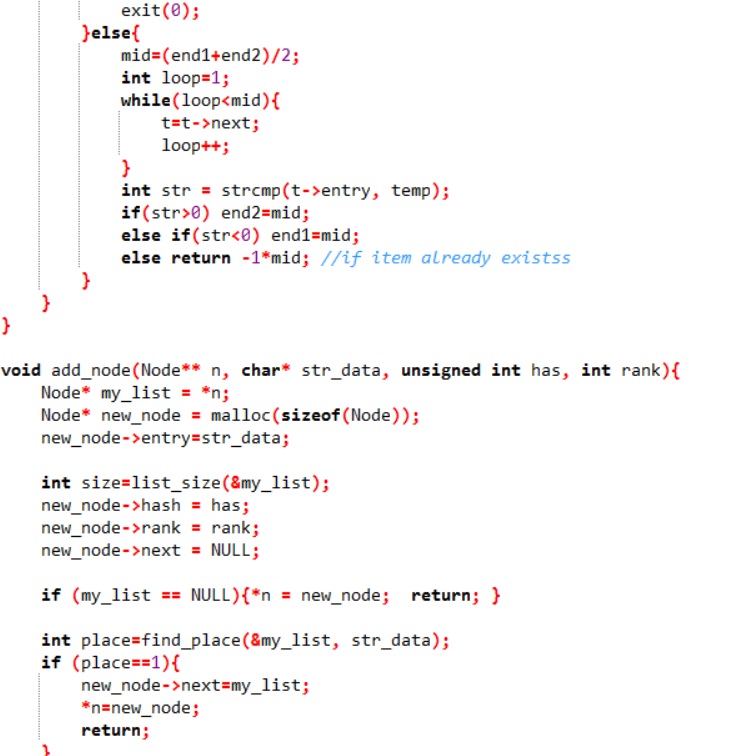 exit(0);
}else{
mid=(end1+end2)/2;
int loop=1;
while(loop<mid){
t=t->next;
loop++;
}
int str = strcmp(t->entry, temp);
if(str>0) end2=mid;
else if(str<0) end1=mid;
else return -1*mid; //if item already existss
}
}
}
void add_node(Node** n, char* str_data, unsigned int has, int rank){
Node* my_list = *n;
Node* new_node = malloc(sizeof(Node));
new_node->entry=str_data;
int size=list_size(&my_list);
new_node->hash = has;
new_node->rank = rank;
new_node->next = NULL;
if (my_list == NULL){*n = new_node;  return; }
int place=find_place(&my_list, str_data);
if (place==1){
new_node->next=my_list;
*n=new_node;
return;
}